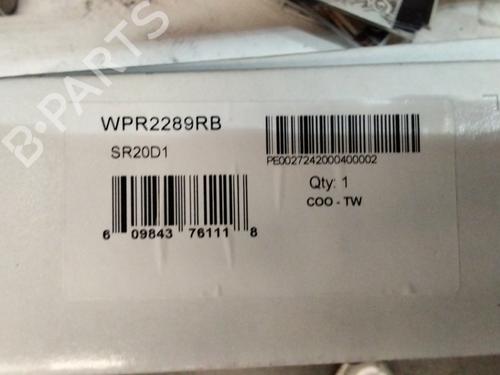 WPR2289RB
SR20D1
PE0027242000400002
Qty: 1
COO - TW
6 09843 76111 8
B-PARTS